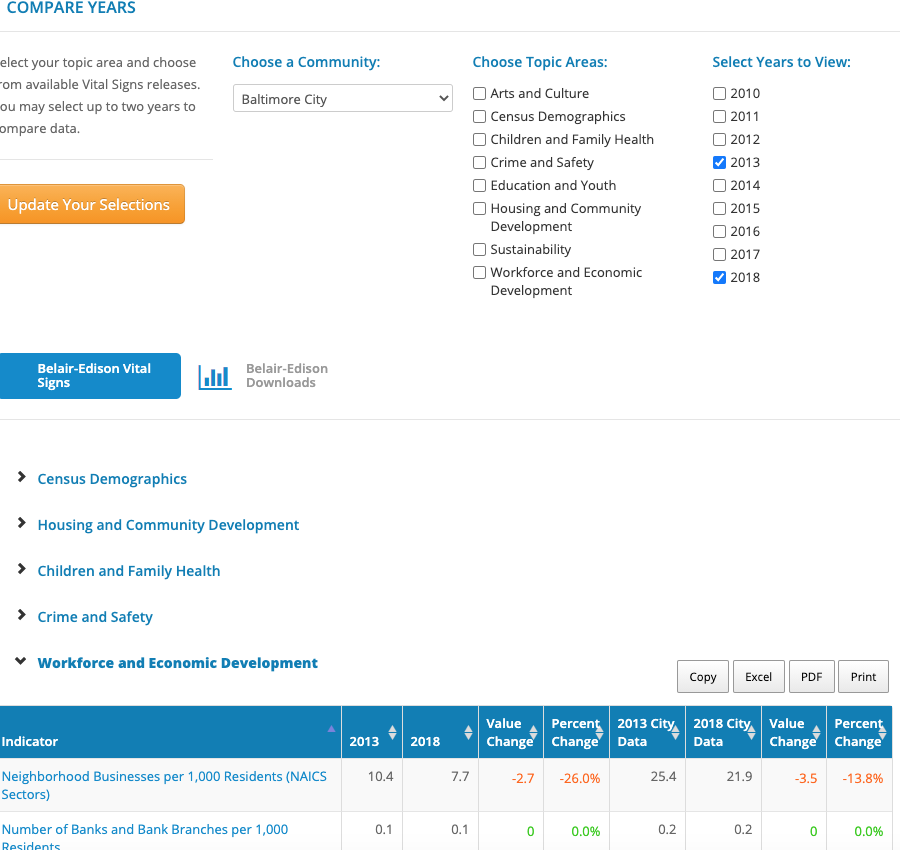 COMPARE YEARS
elect your topic area and choose
rom available Vital Signs releases.
ou may select up to two years to
ompare data.
Update Your Selections
Choose a Community:
Baltimore City
Choose Topic Areas:
Arts and Culture
Census Demographics
Children and Family Health
Crime and Safety
Education and Youth
Housing and Community
Development
Sustainability
Workforce and Economic
Development
Select Years to View:
2010
2011
2012
2013
2014
2015
2016
2017
2018
Belair-Edison Vital
Signs
Belair-Edison
Downloads
Census Demographics
Housing and Community Development
Children and Family Health
Crime and Safety
Workforce and Economic Development
Copy Excel PDF Print
Indicator 2013 2018 Value Change Percent Change 2013 City Data 2018 City Data Value Change Percent Change
Neighborhood Businesses per 1,000 Residents (NAICS 10.4 7.7 -2.7 -26.0% 25.4 21.9 -3.5 -13.8%
Sectors)
Number of Banks and Bank Branches per 1,000 0.1 0.1 0 0.0% 0.2 0.2 0 0.0%
Residents